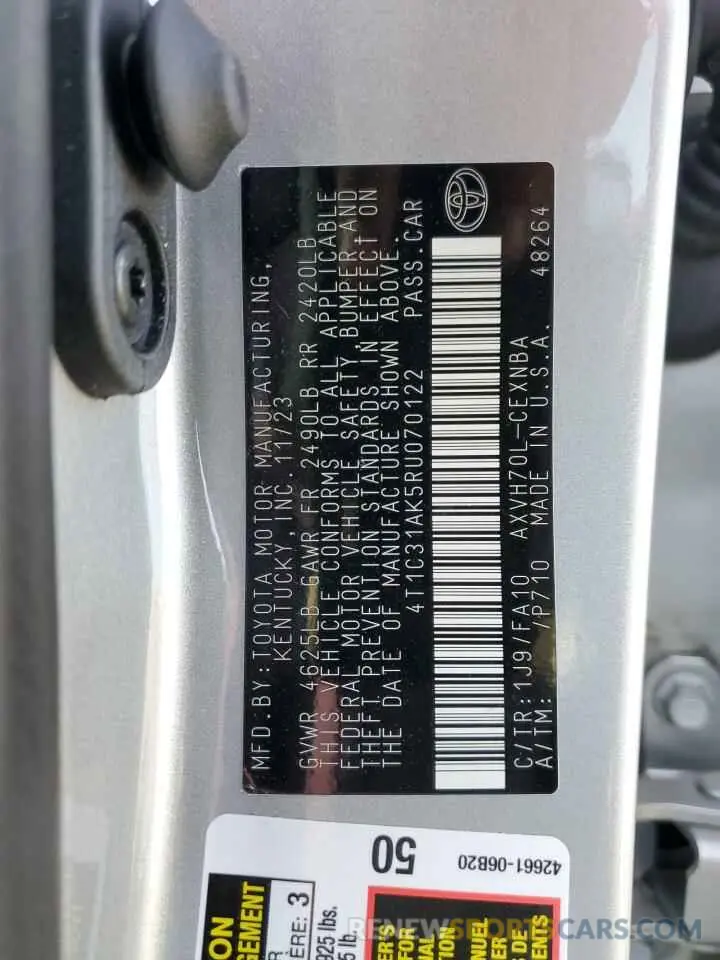 MFD.BY:TOYOTA MOTOR MANUFACTURING,
KENTUCKY,INC.11/23
GVWR 4625LB GAWR FR 2490LB RR 2420LB
THIS VEHICLE CONFORMS TO ALL APPLICABLE
FEDERAL MOTOR VEHICLE SAFETY,BUMPER,AND
THEFT PREVENTION STANDARDS IN EFFECT ON
THE DATE OF MANUFACTURE SHOWN ABOVE.
4T1C31AK5RU070122 PASS.CAR
C/TR:1J9/FA10 AXVH70L-CEXNBA
A/TM: /P710 MADE IN U.S.A. 48264
50
42661-06B20
3
925 lbs.
RENEWSPORTSCARS.COM